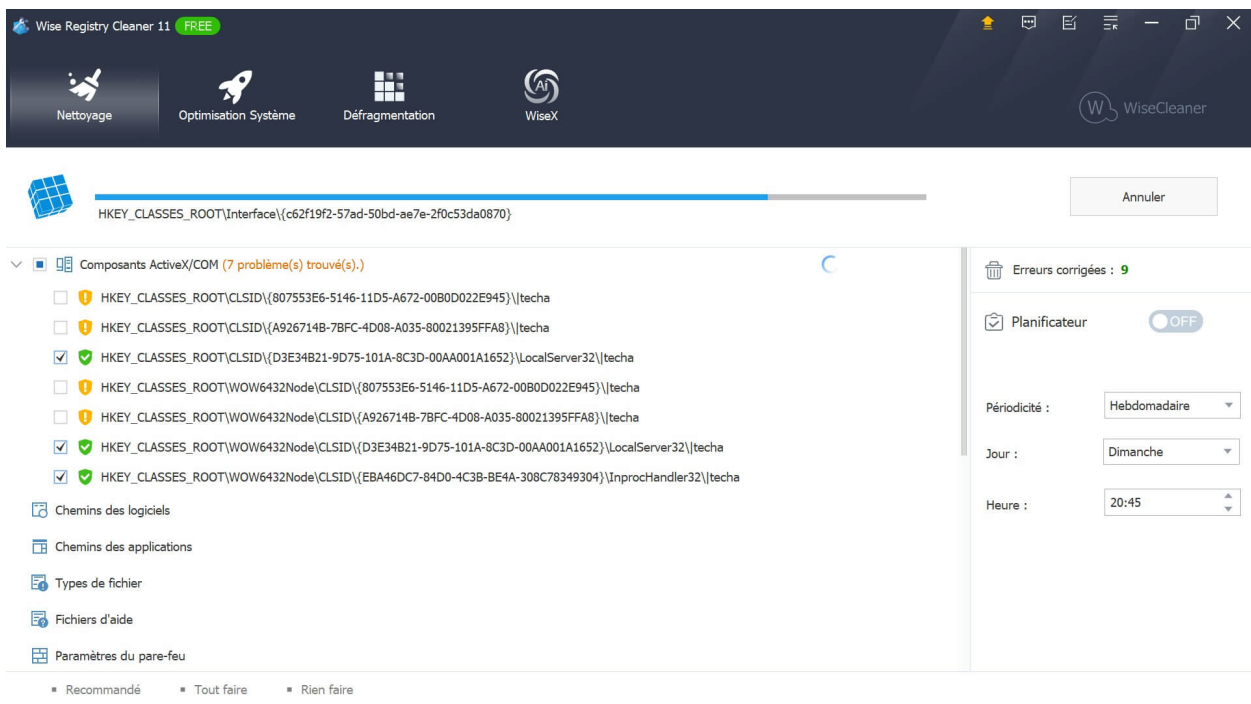 Wise Registry Cleaner 11 FREE
Nettoyage
Optimisation Système
Défragmentation
Ai
WiseX
W WiseCleaner
HKEY_CLASSES_ROOT\Interface\{c62f19f2-57ad-50bd-ae7e-2f0c53da0870}
Annuler
Composants ActiveX/COM (7 problème(s) trouvé(s).)
HKEY_CLASSES_ROOT\CLSID\{807553E6-5146-11D5-A672-00B0D022E945}\|techa
HKEY_CLASSES_ROOT\CLSID\{A926714B-7BFC-4D08-A035-80021395FFA8}\|techa
HKEY_CLASSES_ROOT\CLSID\{D3E34B21-9D75-101A-8C3D-00AA001A1652}\LocalServer32\|techa
HKEY_CLASSES_ROOT\WOW6432Node\CLSID\{807553E6-5146-11D5-A672-00B0D022E945}\|techa
HKEY_CLASSES_ROOT\WOW6432Node\CLSID\{A926714B-7BFC-4D08-A035-80021395FFA8}\|techa
HKEY_CLASSES_ROOT\WOW6432Node\CLSID\{D3E34B21-9D75-101A-8C3D-00AA001A1652}\LocalServer32\|techa
HKEY_CLASSES_ROOT\WOW6432Node\CLSID\{EBA46DC7-84D0-4C3B-BE4A-308C78349304}\InprocHandler32\|techa
Chemins des logiciels
Chemins des applications
Types de fichier
Fichiers d'aide
Paramètres du pare-feu
Erreurs corrigées : 9
Planificateur OFF
Périodicité : Hebdomadaire
Jour : Dimanche
Heure : 20:45
Recommandé
Tout faire
Rien faire